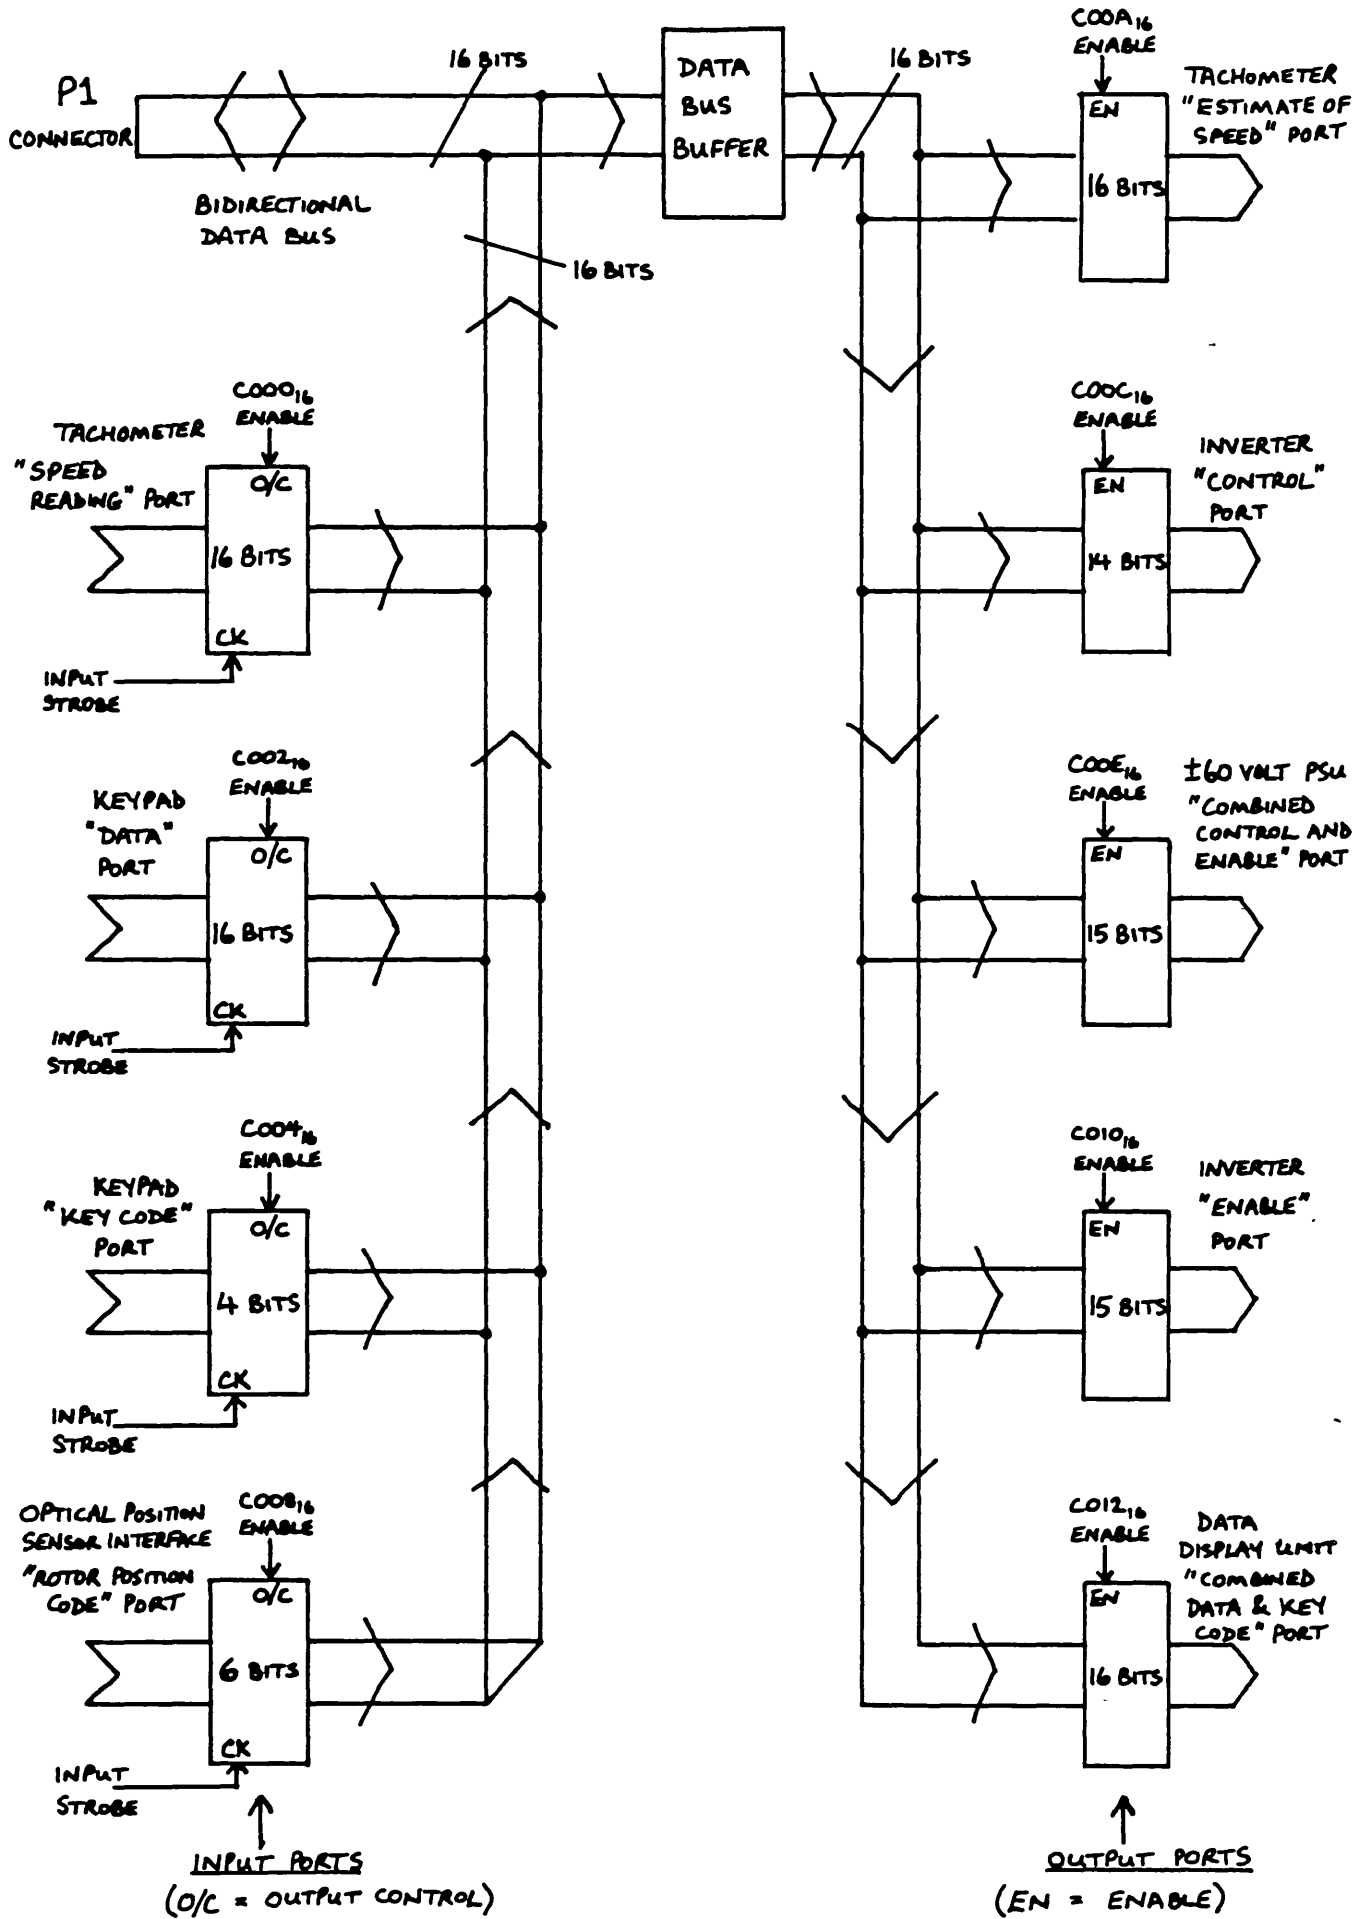 P1
CONNECTOR
BIDIRECTIONAL
DATA BUS
16 BITS
16 BITS
DATA
BUS
BUFFER
16 BITS
C000₁₆
ENABLE
TACHOMETER
"SPEED
READING" PORT
O/C
16 BITS
CK
INPUT
STROBE
C002₁₆
ENABLE
KEYPAD
"DATA"
PORT
O/C
16 BITS
CK
INPUT
STROBE
C004₁₆
ENABLE
KEYPAD
"KEY CODE"
PORT
O/C
4 BITS
CK
INPUT
STROBE
C008₁₆
ENABLE
OPTICAL POSITION
SENSOR INTERFACE
"ROTOR POSITION
CODE" PORT
O/C
6 BITS
CK
INPUT
STROBE
INPUT PORTS
(O/C = OUTPUT CONTROL)
C00A₁₆
ENABLE
EN
16 BITS
TACHOMETER
"ESTIMATE OF
SPEED" PORT
C00C₁₆
ENABLE
EN
14 BITS
INVERTER
"CONTROL"
PORT
C00E₁₆
ENABLE
EN
15 BITS
±60 VOLT PSU
"COMBINED
CONTROL AND
ENABLE" PORT
C010₁₆
ENABLE
EN
15 BITS
INVERTER
"ENABLE"
PORT
C012₁₆
ENABLE
EN
16 BITS
DATA
DISPLAY UNIT
"COMBINED
DATA & KEY
CODE" PORT
OUTPUT PORTS
(EN = ENABLE)